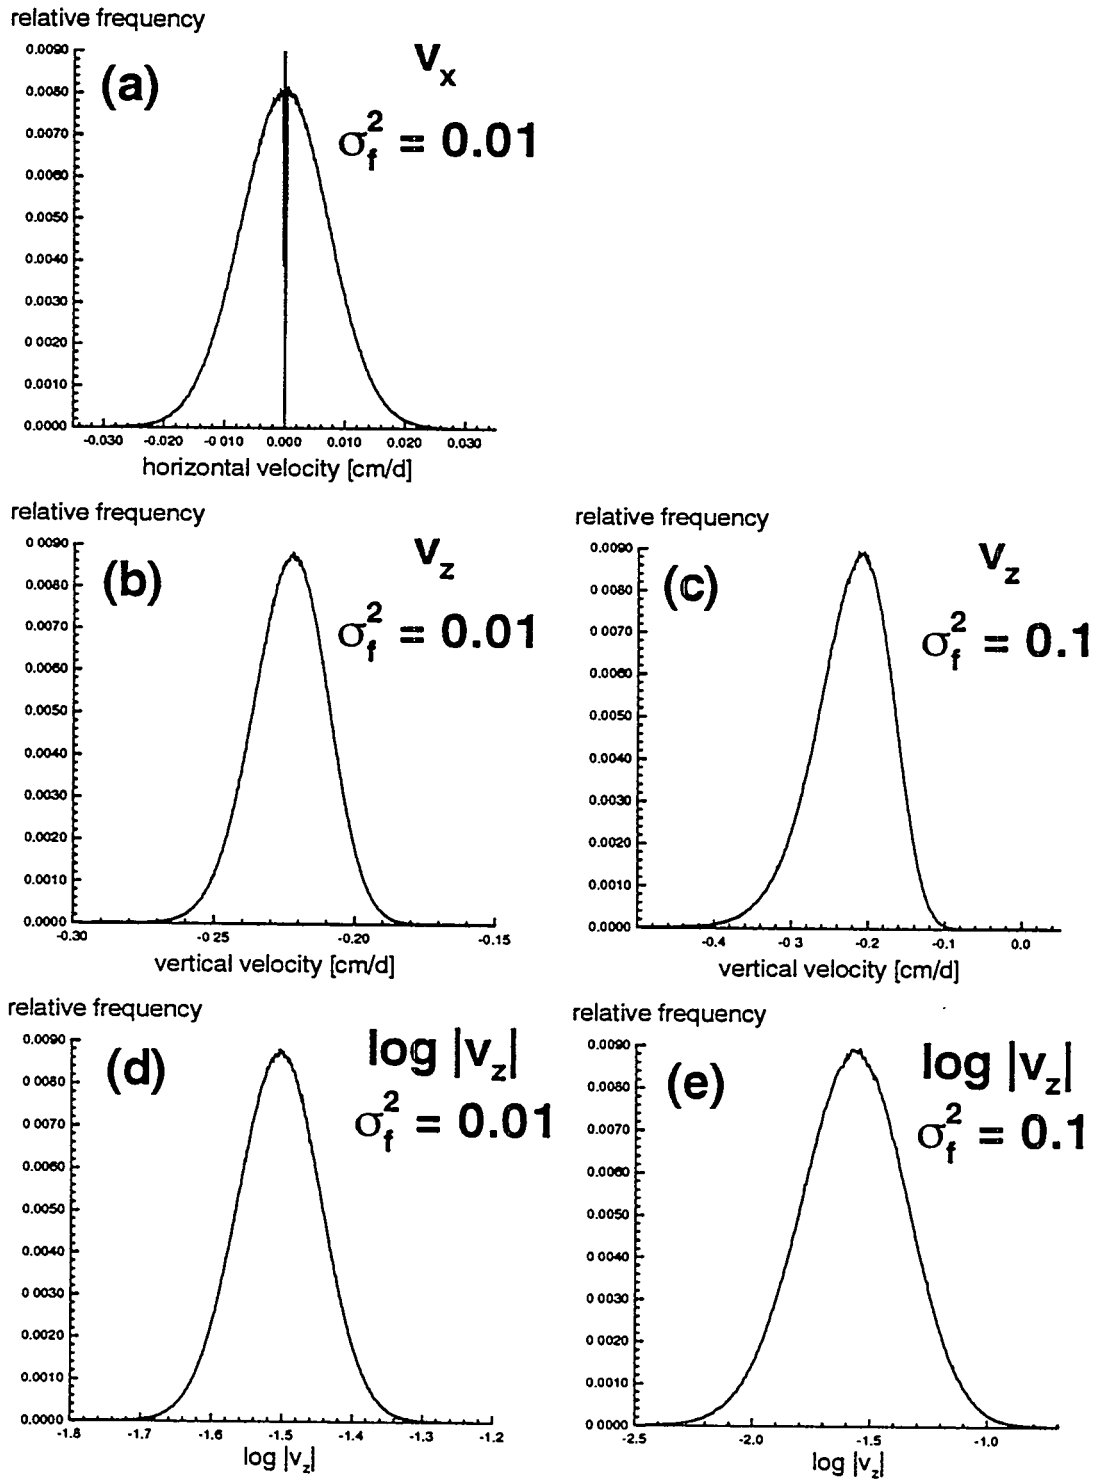 relative frequency
(a)
v_x
σ_f^2 = 0.01
0.0090
0.0080
0.0070
0.0060
0.0050
0.0040
0.0030
0.0020
0.0010
0.0000
-0.030 -0.020 -0 010 0.000 0.010 0.020 0.030
horizontal velocity [cm/d]
relative frequency
(b)
v_z
σ_f^2 = 0.01
0 0090
0.0080
0.0070
0.0060
0.0050
0.0040
0.0030
0.0020
0.0010
0.0000
-0.30 -0 25 -0.20 -0.15
vertical velocity [cm/d]
relative frequency
(c)
v_z
σ_f^2 = 0.1
0.0090
0.0080
0.0070
0.0060
0.0050
0.0040
0.0030
0.0020
0.0010
0.0000
-0.4 -0 3 -0.2 -0.1 0.0
vertical velocity [cm/d]
relative frequency
(d)
log |v_z|
σ_f^2 = 0.01
0.0090
0.0080
0.0070
0.0060
0.0050
0.0040
0 0030
0.0020
0.0010
0.0000
-1.8 -1.7 -1.6 -1.5 -1.4 -1.3 -1.2
log |v_z|
relative frequency
(e)
log |v_z|
σ_f^2 = 0.1
0.0090
0.0080
0.0070
0.0060
0.0050
0.0040
0.0030
0.0020
0.0010
0 0000
-2.5 -2.0 -1.5 -1.0
log |v_z|